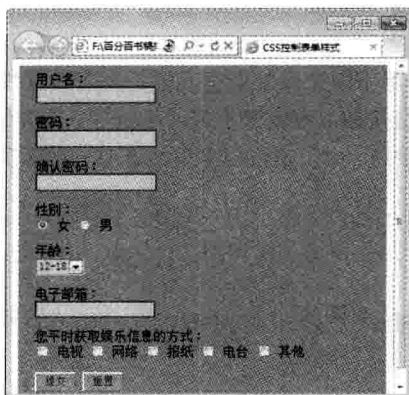 F:\百分百书稿
CSS控制表单样式
用户名：
密码：
确认密码：
性别：
女 男
年龄：
12-18
电子邮箱：
您平时获取娱乐信息的方式：
电视 网络 报纸 电台 其他
提交 重置